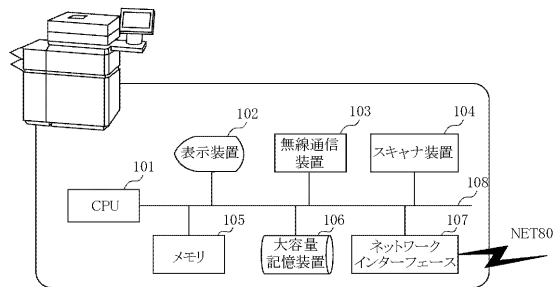 102
表示装置
103
無線通信
装置
104
スキャナ装置
101
CPU
108
105
メモリ
106
大容量
記憶装置
107
ネットワーク
インターフェース
NET80